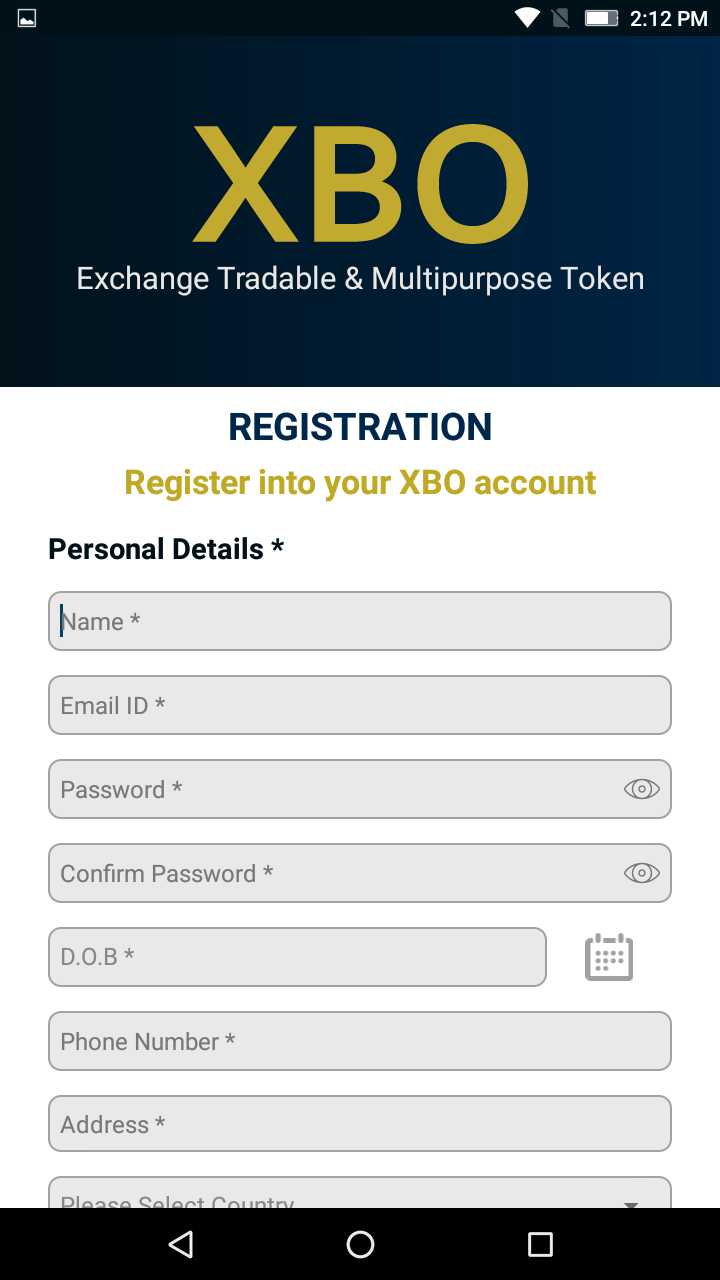 2:12 PM
XBO
Exchange Tradable & Multipurpose Token
REGISTRATION
Register into your XBO account
Personal Details *
Name *
Email ID *
Password *
Confirm Password *
D.O.B *
Phone Number *
Address *
Please Select Country